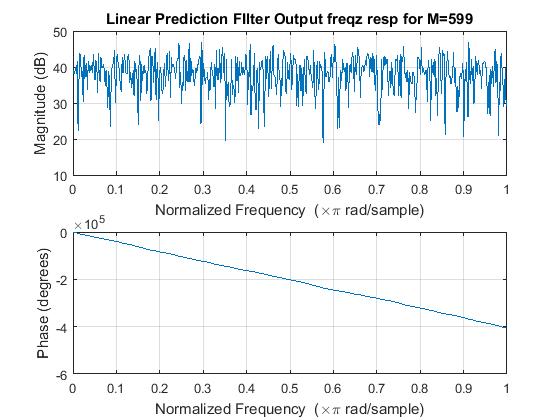 Linear Prediction FIlter Output freqz resp for M=599
50
40
30
20
10
Magnitude (dB)
0 0.1 0.2 0.3 0.4 0.5 0.6 0.7 0.8 0.9 1
Normalized Frequency (×π rad/sample)
×10^5
0
-2
-4
-6
Phase (degrees)
0 0.1 0.2 0.3 0.4 0.5 0.6 0.7 0.8 0.9 1
Normalized Frequency (×π rad/sample)